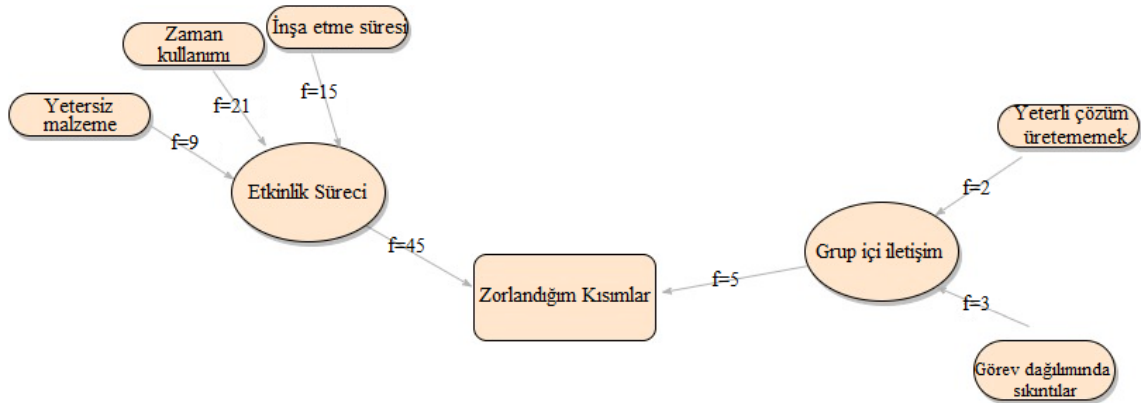 Zaman
kullanımı
İnşa etme süresi
f=21
f=15
Yetersiz
malzeme
f=9
Etkinlik Süreci
f=45
Zorlandığım Kısımlar
Yeterli çözüm
üretememek
f=2
Grup içi iletişim
f=5
f=3
Görev dağılımında
sıkıntılar